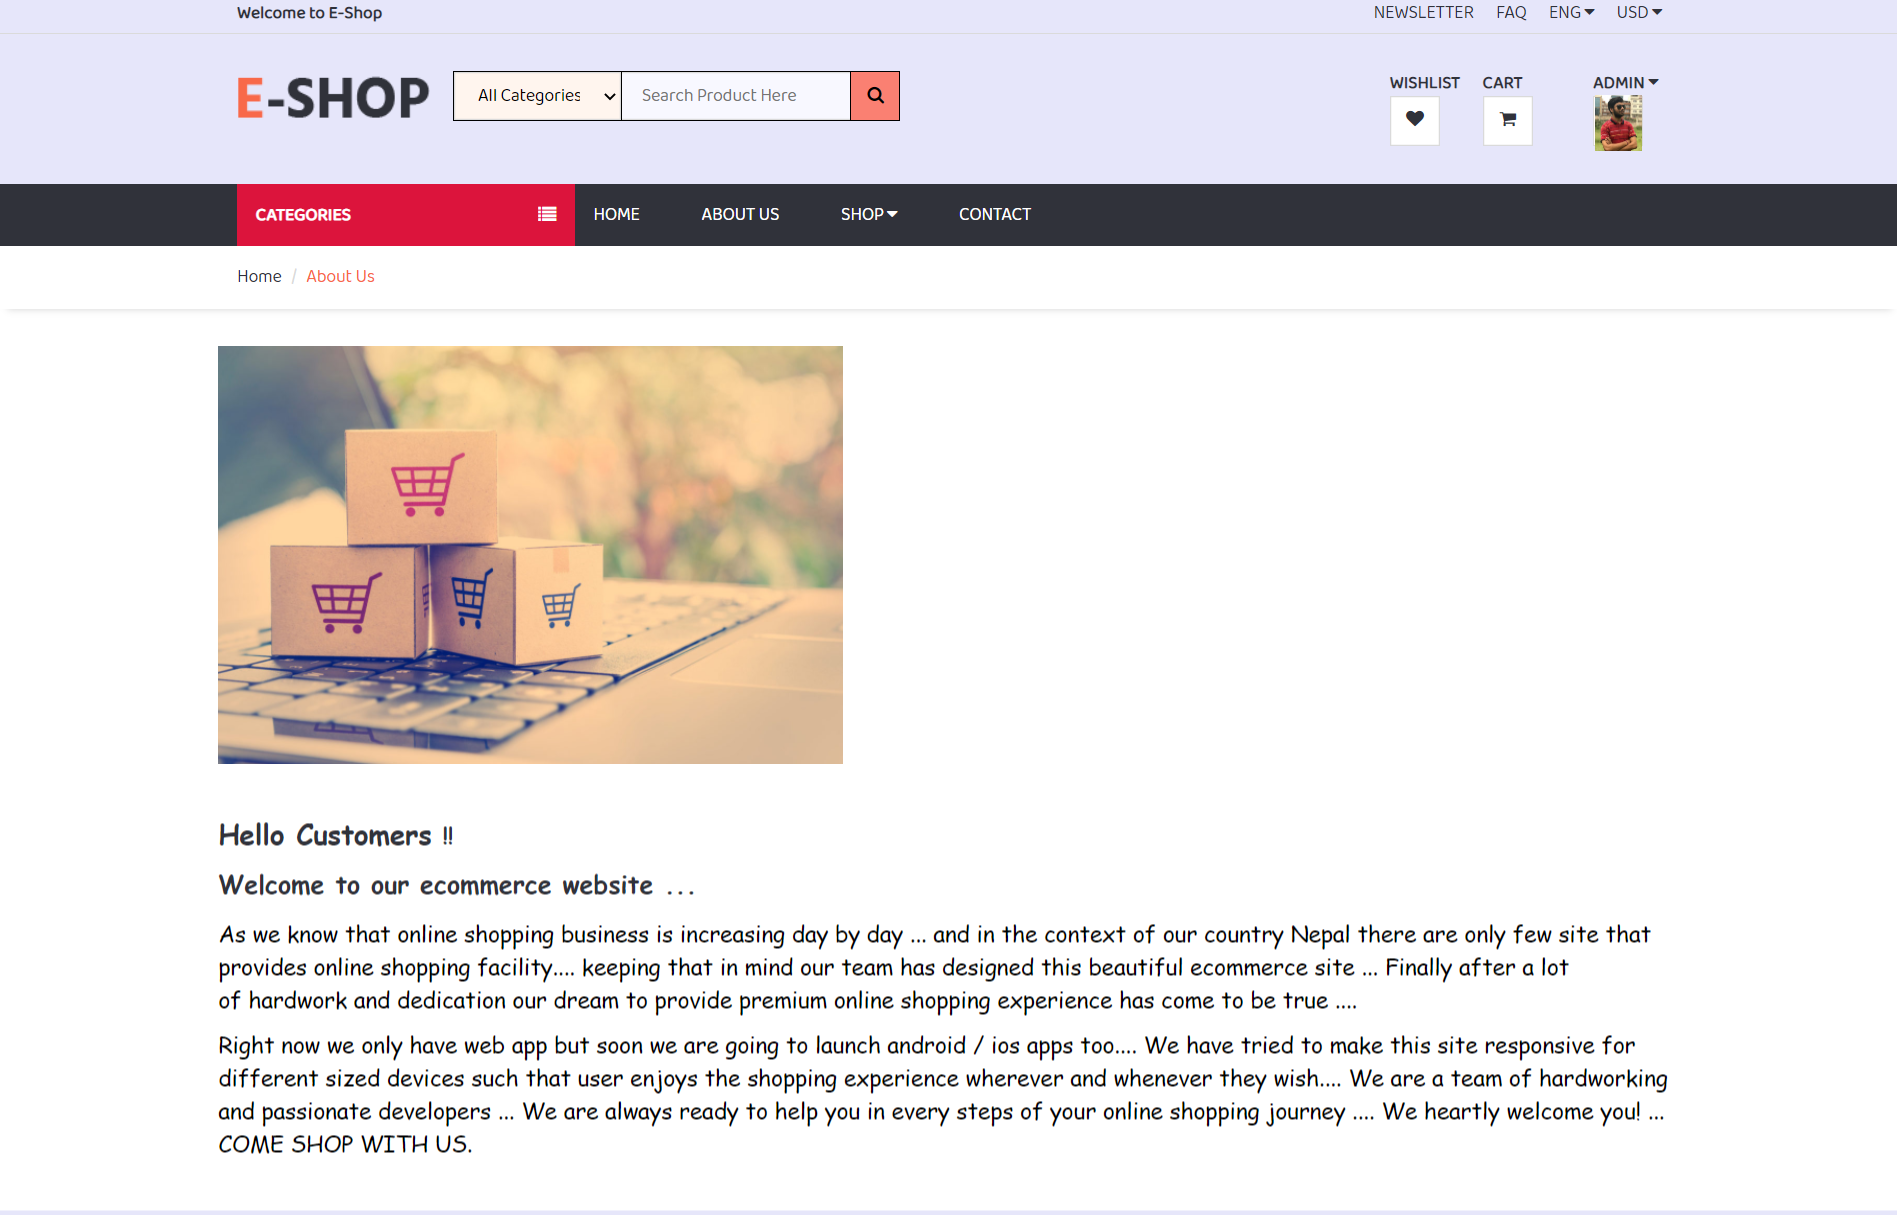 Welcome to E-Shop
NEWSLETTER FAQ ENG USD
E-SHOP
All Categories
Search Product Here
WISHLIST CART ADMIN
CATEGORIES
HOME ABOUT US SHOP CONTACT
Home / About Us
Hello Customers !!
Welcome to our ecommerce website ...
As we know that online shopping business is increasing day by day ... and in the context of our country Nepal there are only few site that
provides online shopping facility.... keeping that in mind our team has designed this beautiful ecommerce site ... Finally after a lot
of hardwork and dedication our dream to provide premium online shopping experience has come to be true ....
Right now we only have web app but soon we are going to launch android / ios apps too.... We have tried to make this site responsive for
different sized devices such that user enjoys the shopping experience wherever and whenever they wish.... We are a team of hardworking
and passionate developers ... We are always ready to help you in every steps of your online shopping journey .... We heartly welcome you! ...
COME SHOP WITH US.